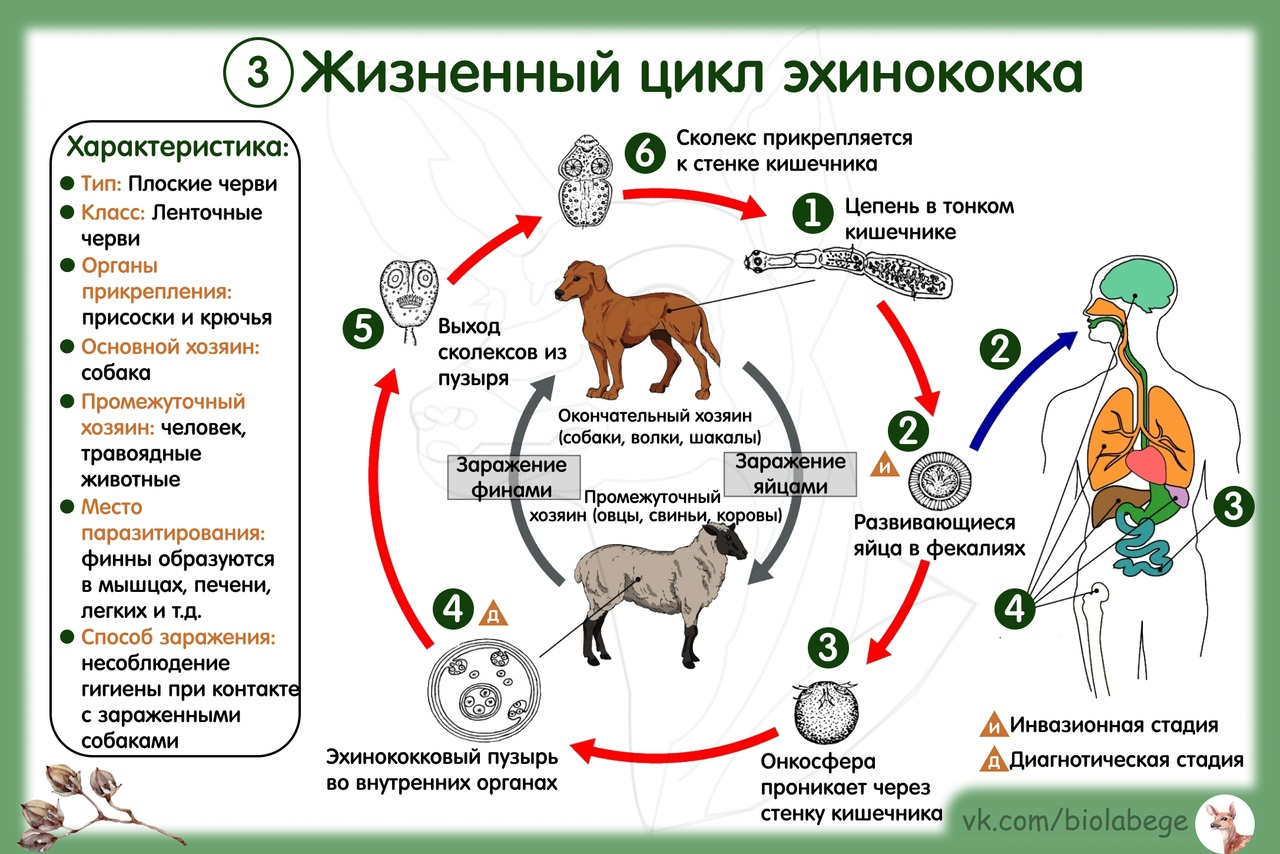 3 Жизненный цикл эхинококка
Характеристика:
Тип: Плоские черви
Класс: Ленточные
черви
Органы
прикрепления:
присоски и крючья
Основной хозяин:
собака
Промежуточный
хозяин: человек,
травоядные
животные
Место
паразитирования:
финны образуются
в мышцах, печени,
легких и т.д.
Способ заражения:
несоблюдение
гигиены при контакте
с зараженными
собаками
6
Сколекс прикрепляется
к стенке кишечника
1
Цепень в тонком
кишечнике
5
Выход
сколексов из
пузыря
2
Окончательный хозяин
(собаки, волки, шакалы)
Заражение
финами
Заражение
яйцами
Промежуточный
хозяин (овцы, свиньи, коровы)
2
и
Развивающиеся
яйца в фекалиях
3
4
4
д
Эхинококковый пузырь
во внутренних органах
3
Онкосфера
проникает через
стенку кишечника
и Инвазионная стадия
д Диагнотическая стадия
vk.com/biolabege